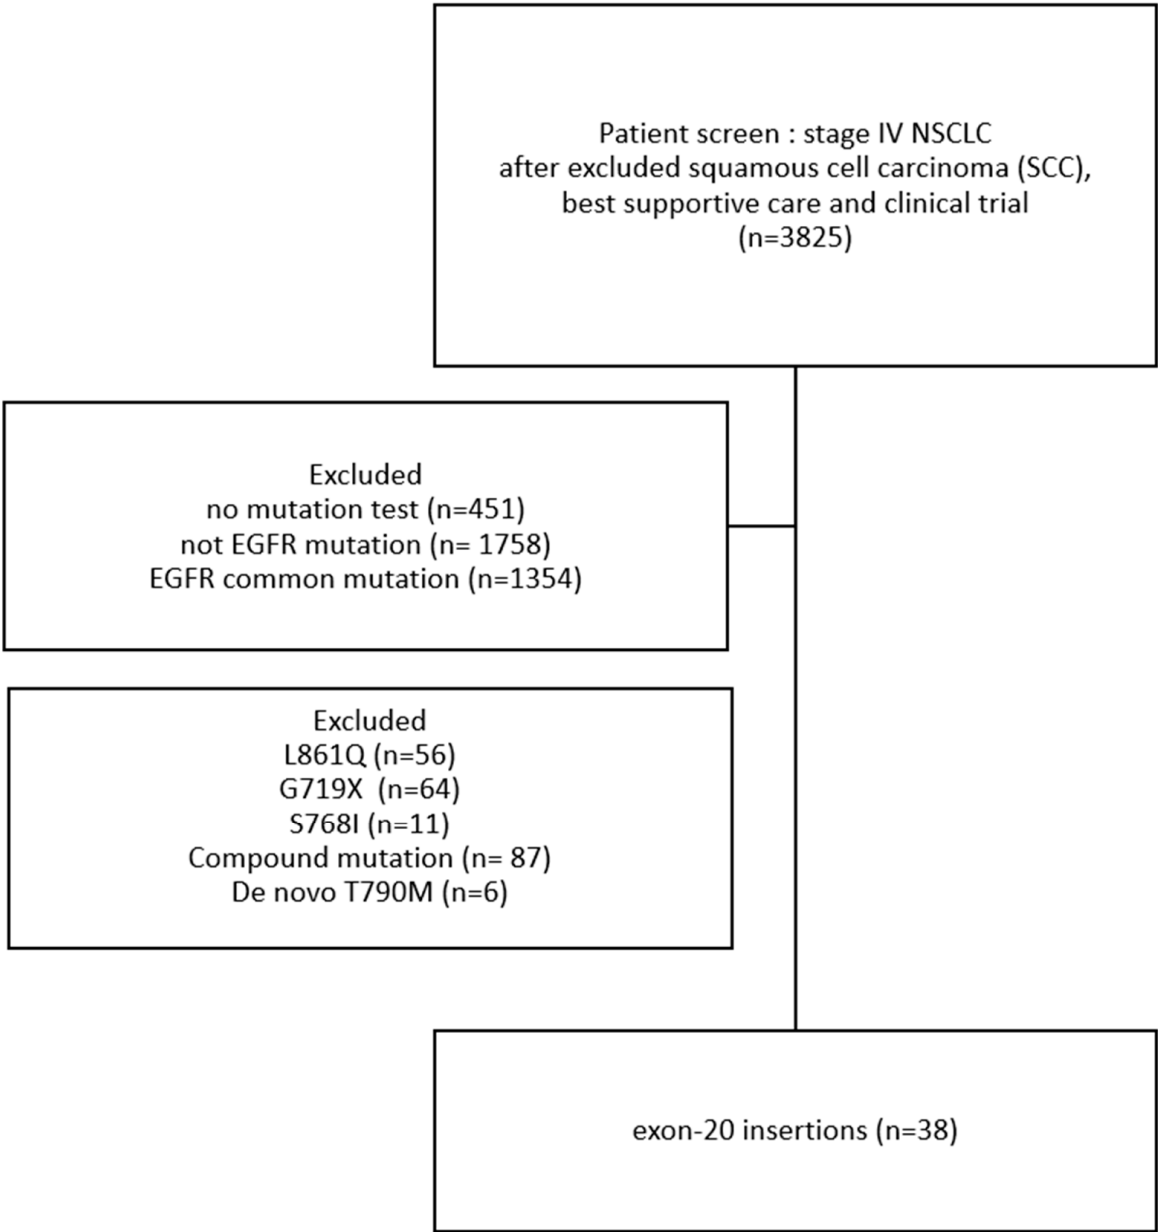 Patient screen : stage IV NSCLC
after excluded squamous cell carcinoma (SCC),
best supportive care and clinical trial
(n=3825)
Excluded
no mutation test (n=451)
not EGFR mutation (n= 1758)
EGFR common mutation (n=1354)
Excluded
L861Q (n=56)
G719X  (n=64)
S768I (n=11)
Compound mutation (n= 87)
De novo T790M (n=6)
exon-20 insertions (n=38)